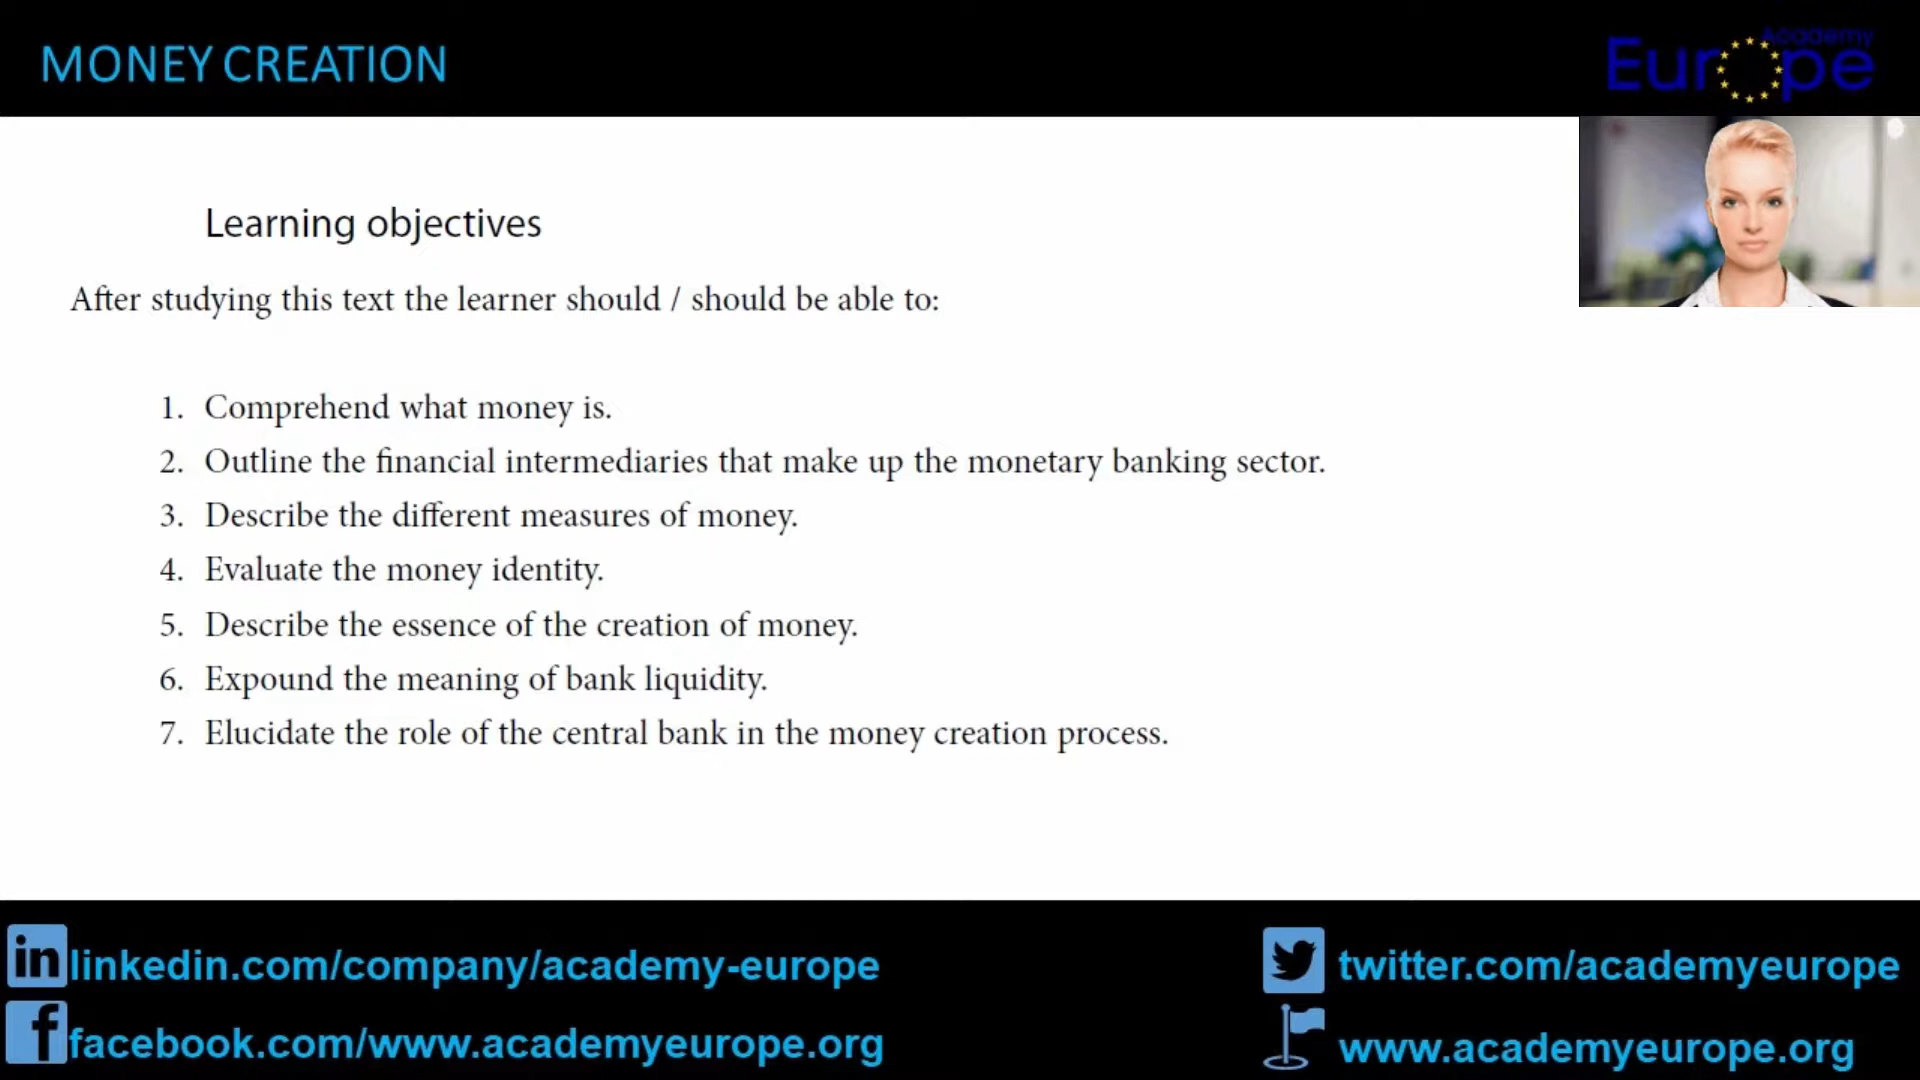 MONEY CREATION
Academy
Europe
Learning objectives
After studying this text the learner should / should be able to:
1. Comprehend what money is.
2. Outline the financial intermediaries that make up the monetary banking sector.
3. Describe the different measures of money.
4. Evaluate the money identity.
5. Describe the essence of the creation of money.
6. Expound the meaning of bank liquidity.
7. Elucidate the role of the central bank in the money creation process.
in linkedin.com/company/academy-europe
twitter.com/academyeurope
f facebook.com/www.academyeurope.org
www.academyeurope.org